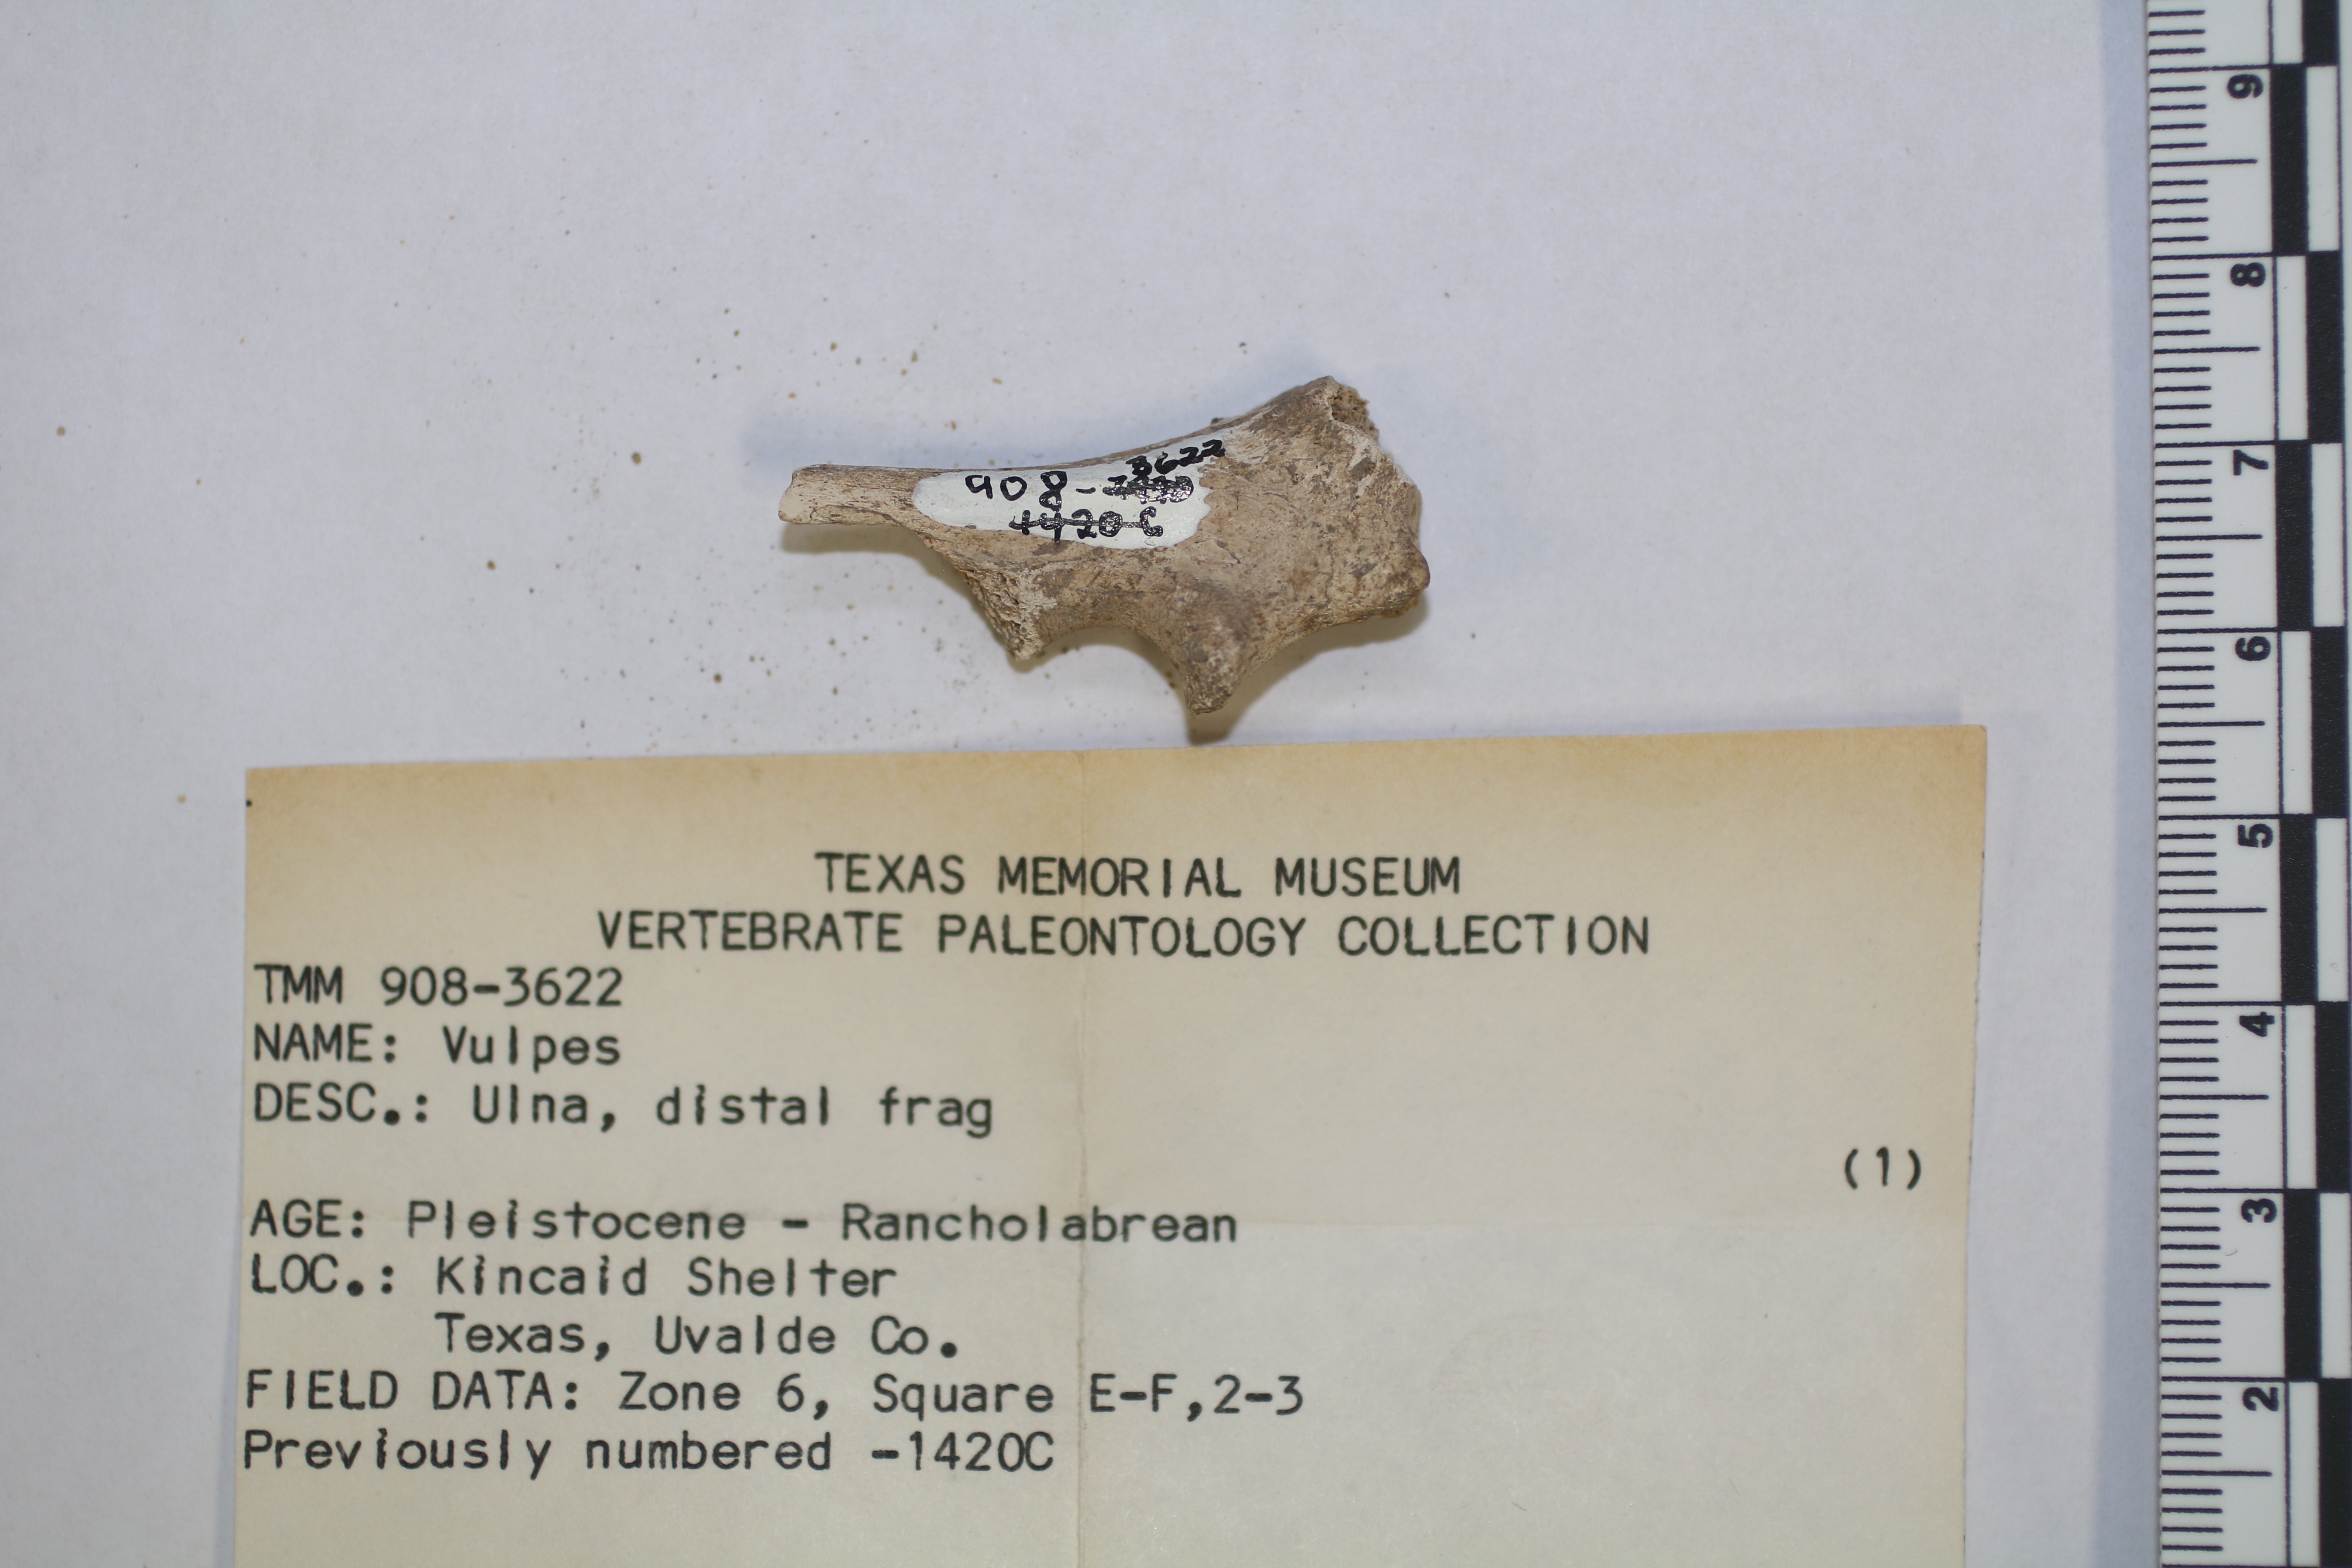 908-3622
1420C
TEXAS MEMORIAL MUSEUM
VERTEBRATE PALEONTOLOGY COLLECTION
TMM 908-3622
NAME: Vulpes
DESC.: Ulna, distal frag
(1)
AGE: Pleistocene - Rancholabrean
LOC.: Kincaid Shelter
Texas, Uvalde Co.
FIELD DATA: Zone 6, Square E-F,2-3
Previously numbered -1420C
9
8
7
6
5
4
3
2